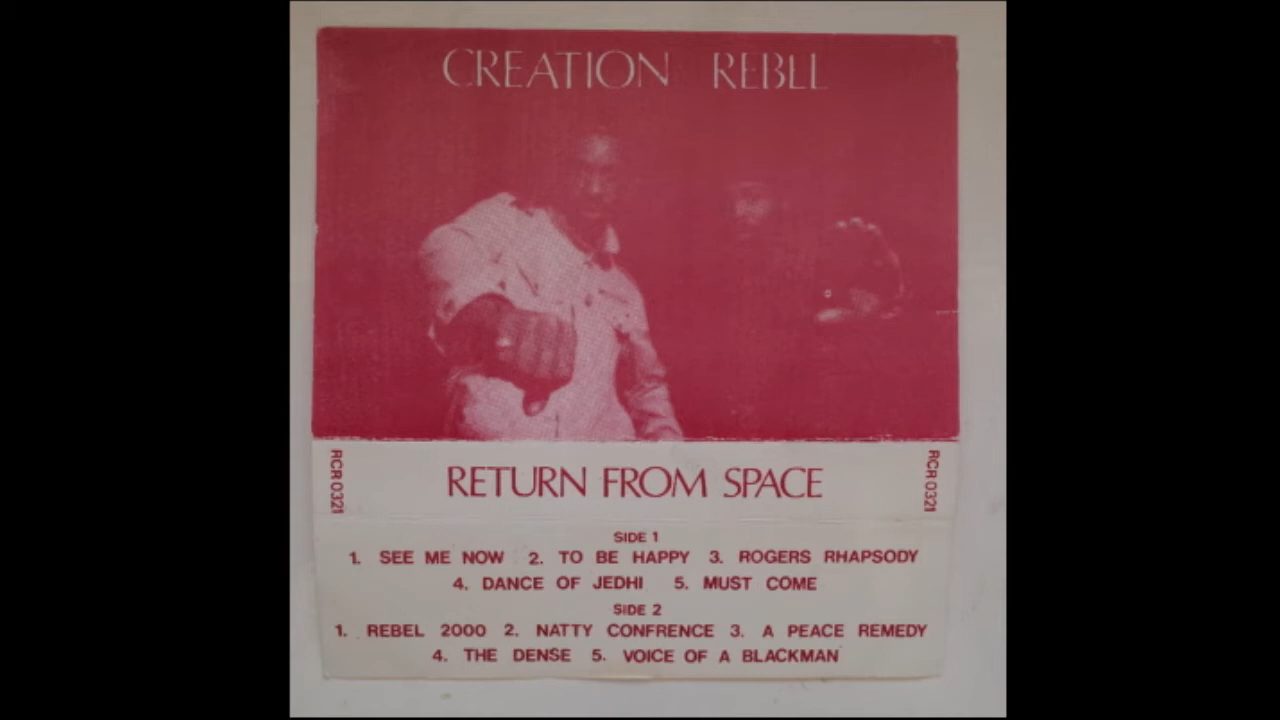 CREATION REBEL
RCR 0321
RETURN FROM SPACE
RCR 0321
SIDE 1
1. SEE ME NOW 2. TO BE HAPPY 3. ROGERS RHAPSODY
4. DANCE OF JEDHI 5. MUST COME
SIDE 2
1. REBEL 2000 2. NATTY CONFRENCE 3. A PEACE REMEDY
4. THE DENSE 5. VOICE OF A BLACKMAN